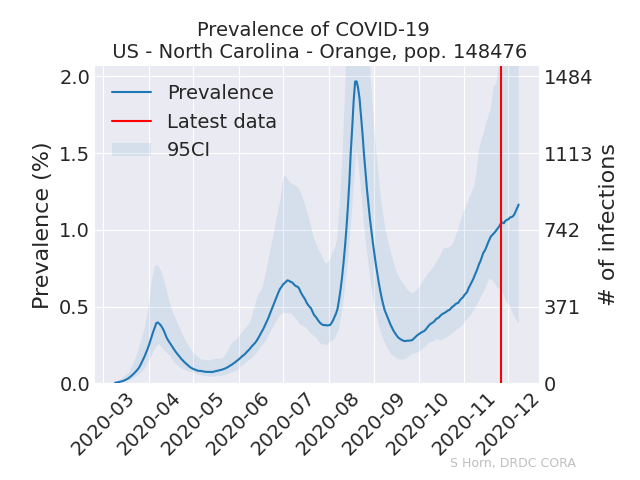 Prevalence of COVID-19
US - North Carolina - Orange, pop. 148476
Prevalence
Latest data
95CI
Prevalence (%)
2.0
1.5
1.0
0.5
0.0
1484
1113
742
371
0
# of infections
2020-03
2020-04
2020-05
2020-06
2020-07
2020-08
2020-09
2020-10
2020-11
2020-12
S Horn, DRDC CORA